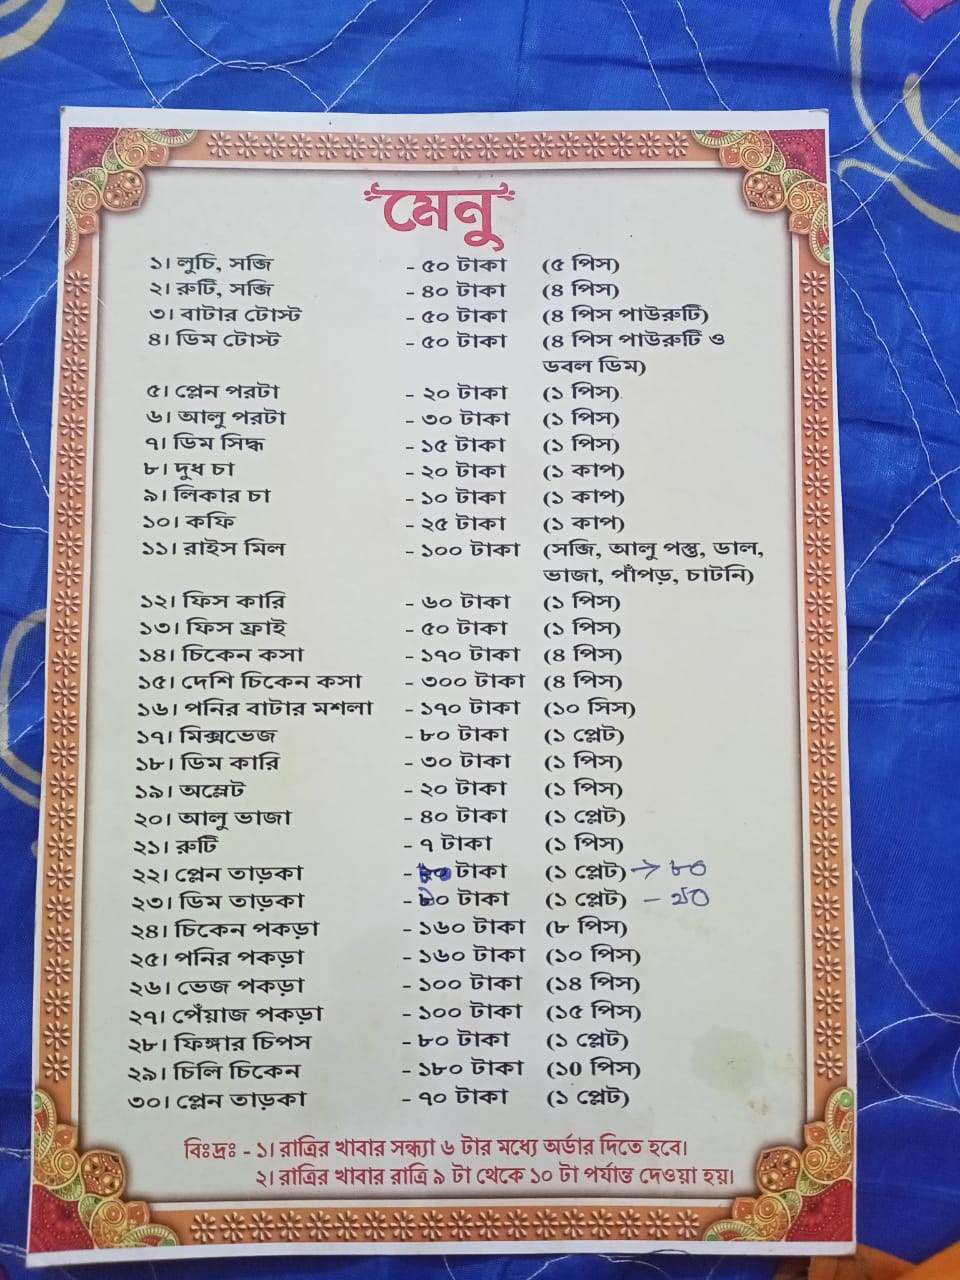 মেনু
১। লুচি, সব্জি - ৫০ টাকা (৫ পিস)
২। রুটি, সব্জি - ৪০ টাকা (৪ পিস)
৩। বাটার টোস্ট - ৫০ টাকা (৪ পিস পাউরুটি)
৪। ডিম টোস্ট - ৫০ টাকা (৪ পিস পাউরুটি ও
ডবল ডিম)
৫। প্লেন পরটা - ২০ টাকা (১ পিস)
৬। আলু পরটা - ৩০ টাকা (১ পিস)
৭। ডিম সিদ্ধ - ১৫ টাকা (১ পিস)
৮। দুধ চা - ২০ টাকা (১ কাপ)
৯। লিকার চা - ১০ টাকা (১ কাপ)
১০। কফি - ২৫ টাকা (১ কাপ)
১১। রাইস মিল - ১০০ টাকা (সব্জি, আলু পস্তু, ডাল,
ভাজা, পাঁপড়, চাটনি)
১২। ফিস কারি - ৬০ টাকা (১ পিস)
১৩। ফিস ফ্রাই - ৫০ টাকা (১ পিস)
১৪। চিকেন কসা - ১৭০ টাকা (৪ পিস)
১৫। দেশি চিকেন কসা - ৩০০ টাকা (৪ পিস)
১৬। পনির বাটার মশলা - ১৭০ টাকা (১০ সিস)
১৭। মিক্সভেজ - ৮০ টাকা (১ প্লেট)
১৮। ডিম কারি - ৩০ টাকা (১ পিস)
১৯। অম্লেট - ২০ টাকা (১ পিস)
২০। আলু ভাজা - ৪০ টাকা (১ প্লেট)
২১। রুটি - ৭ টাকা (১ পিস)
২২। প্লেন তাড়কা - টাকা (১ প্লেট) → ৮০
২৩। ডিম তাড়কা - টাকা (১ প্লেট) - ৯০
২৪। চিকেন পকড়া - ১৬০ টাকা (৮ পিস)
২৫। পনির পকড়া - ১৬০ টাকা (১০ পিস)
২৬। ভেজ পকড়া - ১০০ টাকা (১৪ পিস)
২৭। পেঁয়াজ পকড়া - ১০০ টাকা (১৫ পিস)
২৮। ফিঙ্গার চিপস - ৮০ টাকা (১ প্লেট)
২৯। চিলি চিকেন - ১৮০ টাকা (১0 পিস)
৩০। প্লেন তাড়কা - ৭০ টাকা (১ প্লেট)
বিঃদ্রঃ - ১। রাত্রির খাবার সন্ধ্যা ৬ টার মধ্যে অর্ডার দিতে হবে।
২। রাত্রির খাবার রাত্রি ৯ টা থেকে ১০ টা পর্যান্ত দেওয়া হয়।